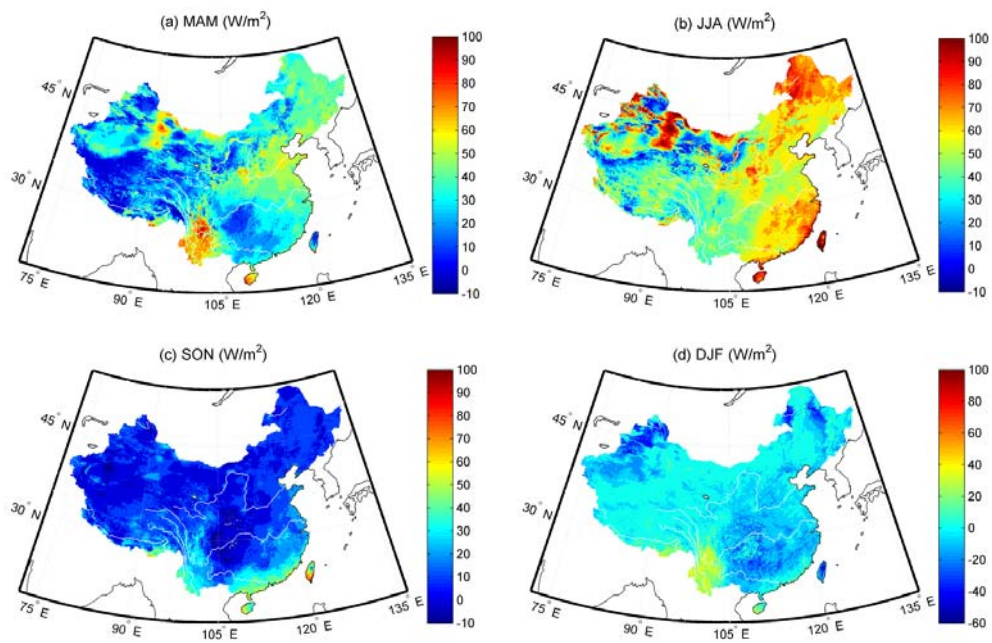 (a) MAM (W/m²)
100
90
80
70
60
50
40
30
20
10
0
-10
45° N
30° N
75° E
90° E
105° E
120° E
135° E
(b) JJA (W/m²)
100
90
80
70
60
50
40
30
20
10
0
-10
45° N
30° N
75° E
90° E
105° E
120° E
135° E
(c) SON (W/m²)
100
90
80
70
60
50
40
30
20
10
0
-10
45° N
30° N
75° E
90° E
105° E
120° E
135° E
(d) DJF (W/m²)
100
80
60
40
20
0
-20
-40
-60
45° N
30° N
75° E
90° E
105° E
120° E
135° E